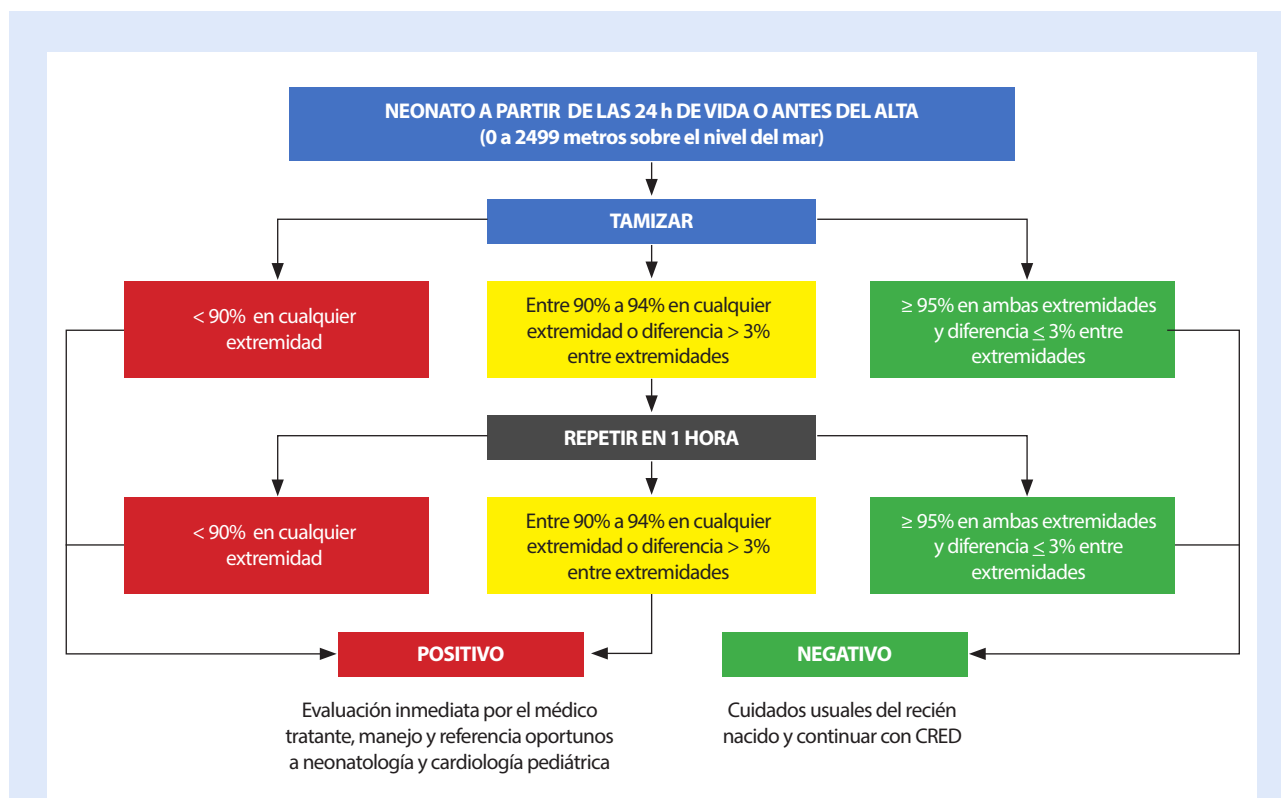 NEONATO A PARTIR DE LAS 24 h DE VIDA O ANTES DEL ALTA
(0 a 2499 metros sobre el nivel del mar)
TAMIZAR
< 90% en cualquier
extremidad
Entre 90% a 94% en cualquier
extremidad o diferencia > 3%
entre extremidades
≥ 95% en ambas extremidades
y diferencia ≤ 3% entre
extremidades
REPETIR EN 1 HORA
< 90% en cualquier
extremidad
Entre 90% a 94% en cualquier
extremidad o diferencia > 3%
entre extremidades
≥ 95% en ambas extremidades
y diferencia ≤ 3% entre
extremidades
POSITIVO
Evaluación inmediata por el médico
tratante, manejo y referencia oportunos
a neonatología y cardiología pediátrica
NEGATIVO
Cuidados usuales del recién
nacido y continuar con CRED